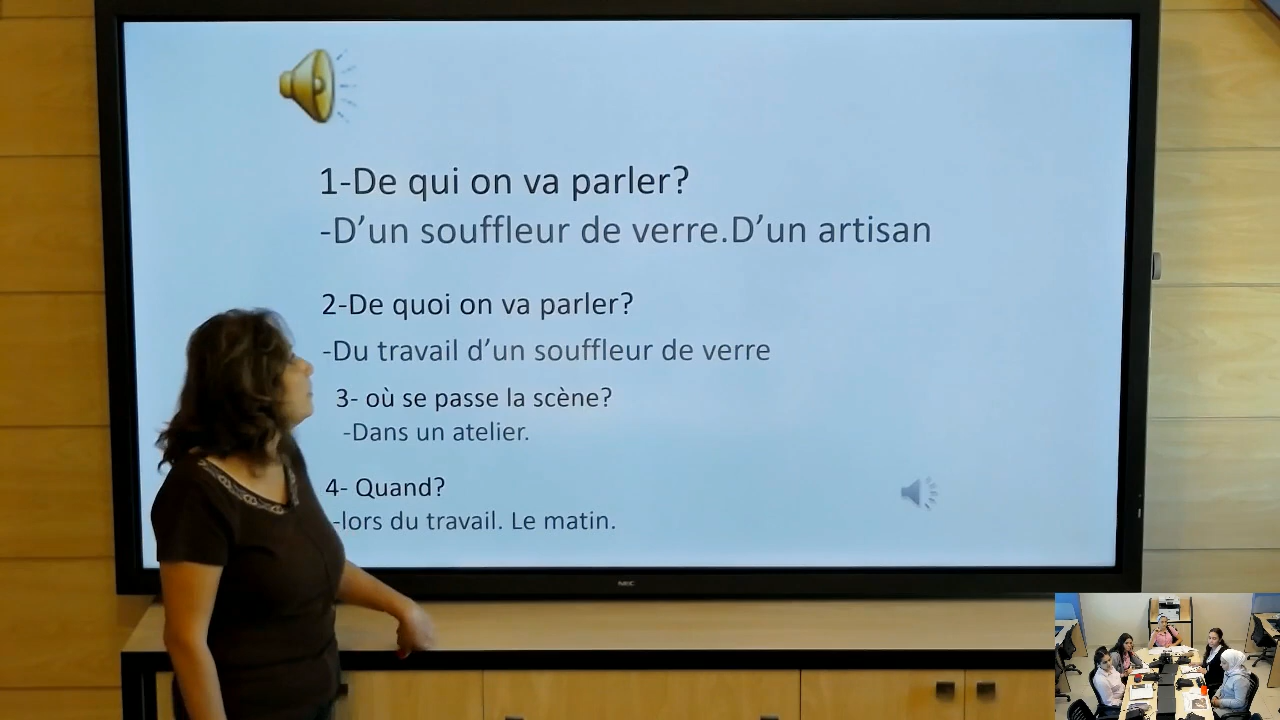 1-De qui on va parler?
-D’un souffleur de verre.D’un artisan
2-De quoi on va parler?
-Du travail d’un souffleur de verre
3- où se passe la scène?
-Dans un atelier.
4- Quand?
-lors du travail. Le matin.
NEC